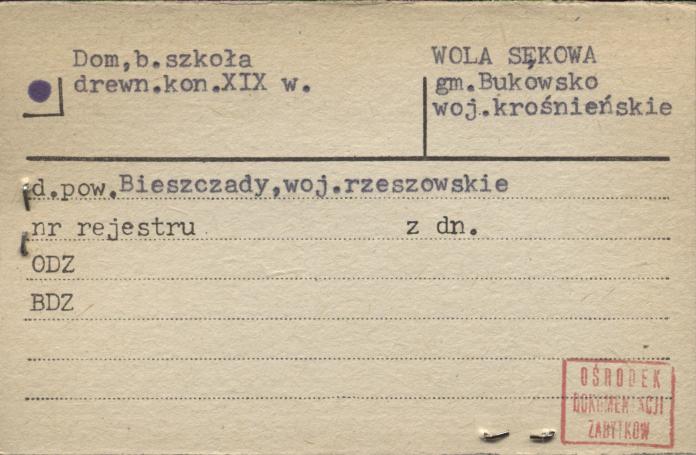 Dom,b.szkoła
drewn.kon.XIX w.
WOLA SĘKOWA
gm.Bukowsko
woj.krośnieńskie
d.pow.Bieszczady,woj.rzeszowskie
nr rejestru z dn.
ODZ
BDZ
OŚRODEK
DOKUMENTACJI
ZABYTKÓW